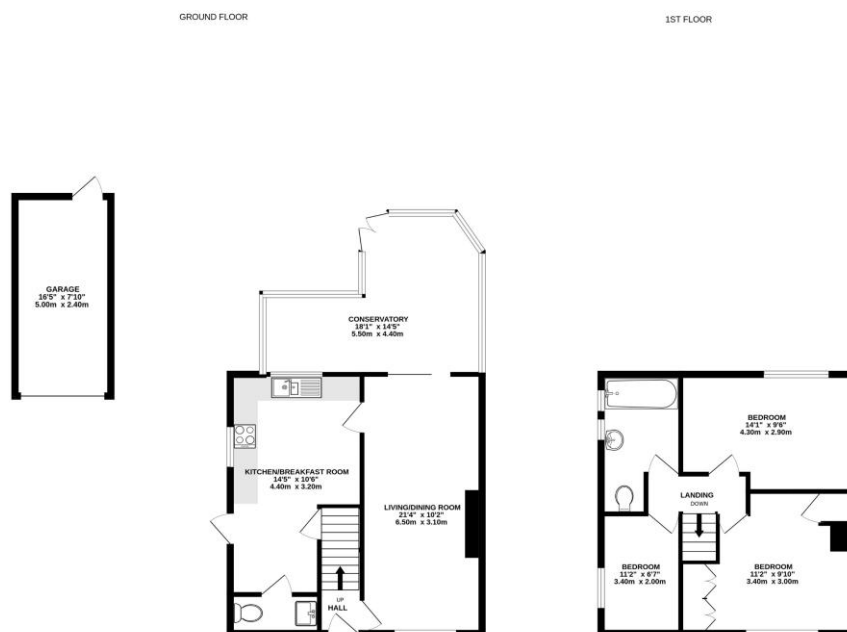 GROUND FLOOR
1ST FLOOR
GARAGE
16'5" x 7'10"
5.00m x 2.40m
CONSERVATORY
18'1" x 14'5"
5.50m x 4.40m
KITCHEN/BREAKFAST ROOM
14'5" x 10'6"
4.40m x 3.20m
LIVING/DINING ROOM
21'4" x 10'2"
6.50m x 3.10m
UP
HALL
BEDROOM
14'1" x 9'6"
4.30m x 2.90m
LANDING
DOWN
BEDROOM
11'2" x 6'7"
3.40m x 2.00m
BEDROOM
11'2" x 9'10"
3.40m x 3.00m